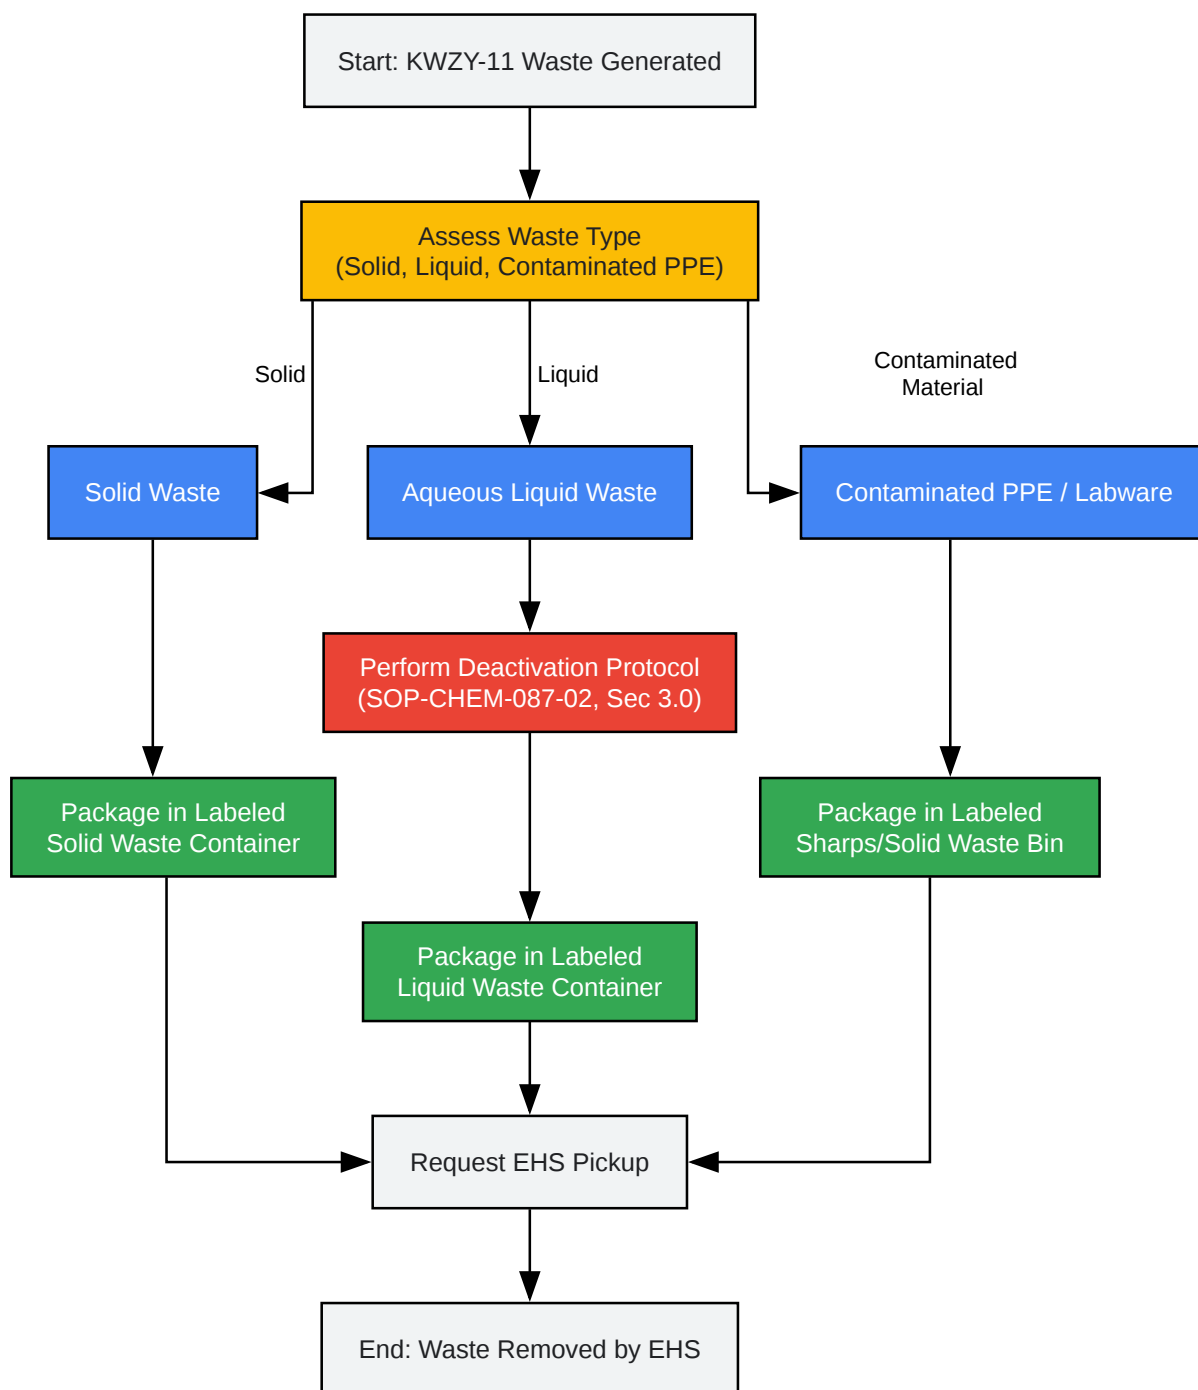 Start: KWZY-11 Waste Generated
Assess Waste Type
(Solid, Liquid, Contaminated PPE)
Solid
Liquid
Contaminated
Material
Solid Waste
Aqueous Liquid Waste
Contaminated PPE / Labware
Perform Deactivation Protocol
(SOP-CHEM-087-02, Sec 3.0)
Package in Labeled
Solid Waste Container
Package in Labeled
Sharps/Solid Waste Bin
Package in Labeled
Liquid Waste Container
Request EHS Pickup
End: Waste Removed by EHS